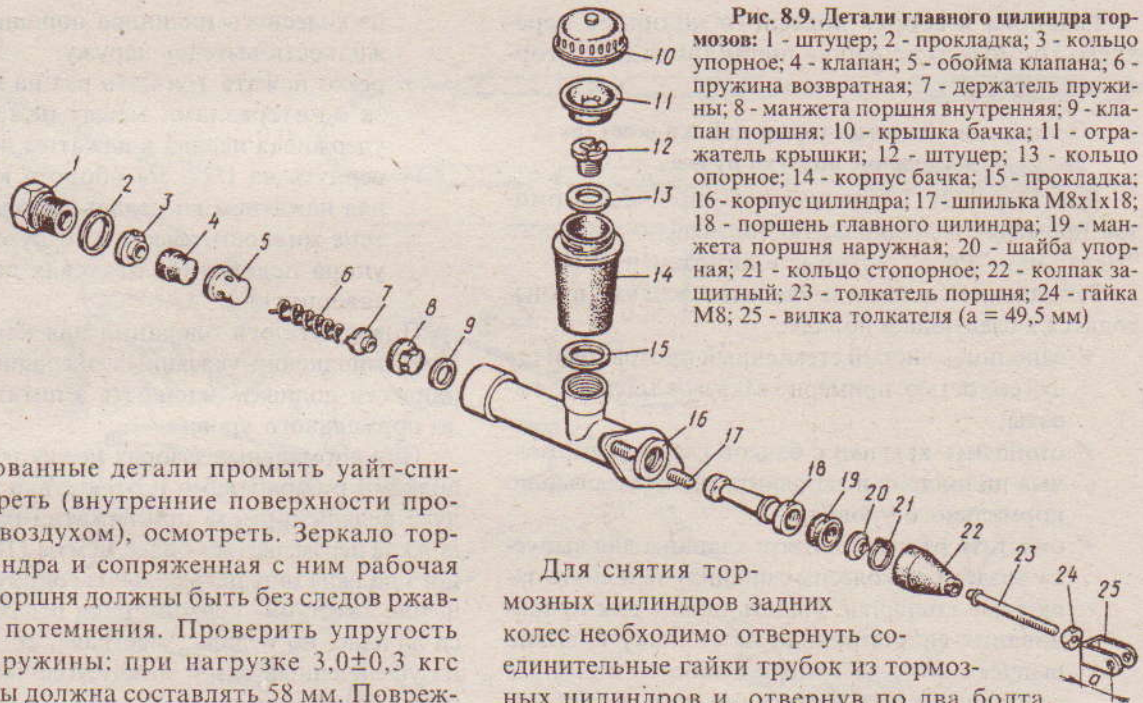 Рис. 8.9. Детали главного цилиндра тор-
мозов: 1 - штуцер; 2 - прокладка; 3 - кольцо
упорное; 4 - клапан; 5 - обойма клапана; 6 -
пружина возвратная; 7 - держатель пружи-
ны; 8 - манжета поршня внутренняя; 9 - кла-
пан поршня; 10 - крышка бачка; 11 - отра-
жатель крышки; 12 - штуцер; 13 - кольцо
опорное; 14 - корпус бачка; 15 - прокладка;
16 - корпус цилиндра; 17 - шпилька М8х1х18;
18 - поршень главного цилиндра; 19 - ман-
жета поршня наружная; 20 - шайба упор-
ная; 21 - кольцо стопорное; 22 - колпак за-
щитный; 23 - толкатель поршня; 24 - гайка
М8; 25 - вилка толкателя (а = 49,5 мм)
1
2
3
4
5
6
7
8
9
10
11
12
13
14
15
16
17
18
19
20
21
22
23
24
25
а
ованные детали промыть уайт-спи-
реть (внутренние поверхности про-
воздухом), осмотреть. Зеркало тор-
ндра и сопряженная с ним рабочая
оршня должны быть без следов ржав-
потемнения. Проверить упругость
ружины: при нагрузке 3,0±0,3 кгс
ы должна составлять 58 мм. Повреж-
Для снятия тор-
мозных цилиндров задних
колес необходимо отвернуть со-
единительные гайки трубок из тормоз-
ных цилиндров и, отвернув по два болта